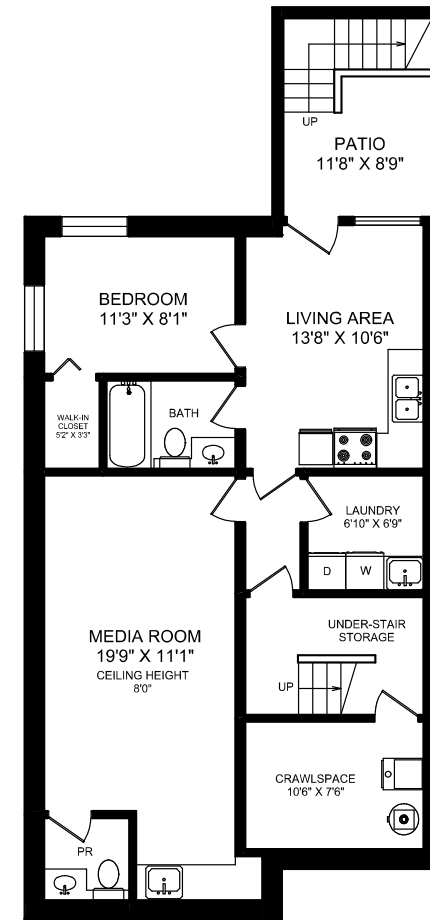 UP
PATIO
11'8" X 8'9"
BEDROOM
11'3" X 8'1"
LIVING AREA
13'8" X 10'6"
WALK-IN
CLOSET
5'2" X 3'3"
BATH
LAUNDRY
6'10" X 6'9"
D W
MEDIA ROOM
19'9" X 11'1"
CEILING HEIGHT
8'0"
UNDER-STAIR
STORAGE
UP
CRAWLSPACE
10'6" X 7'6"
PR